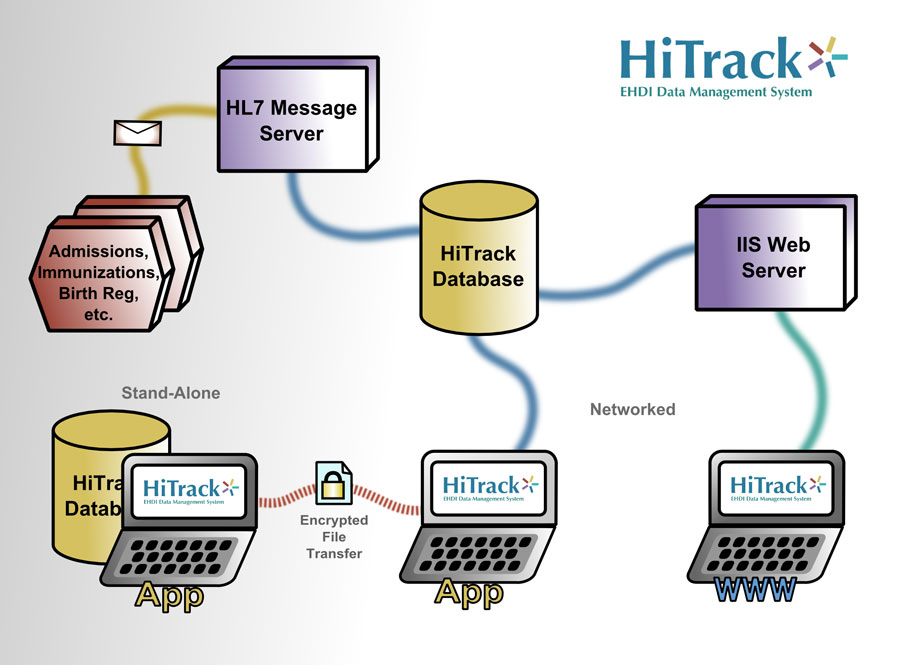 HiTrack
EHDI Data Management System
HL7 Message
Server
Admissions,
Immunizations,
Birth Reg,
etc.
HiTrack
Database
IIS Web
Server
Stand-Alone
Networked
HiTra
Datab
HiTrack
EHDI Data Management System
App
Encrypted
File
Transfer
HiTrack
EHDI Data Management System
App
HiTrack
EHDI Data Management System
WWW